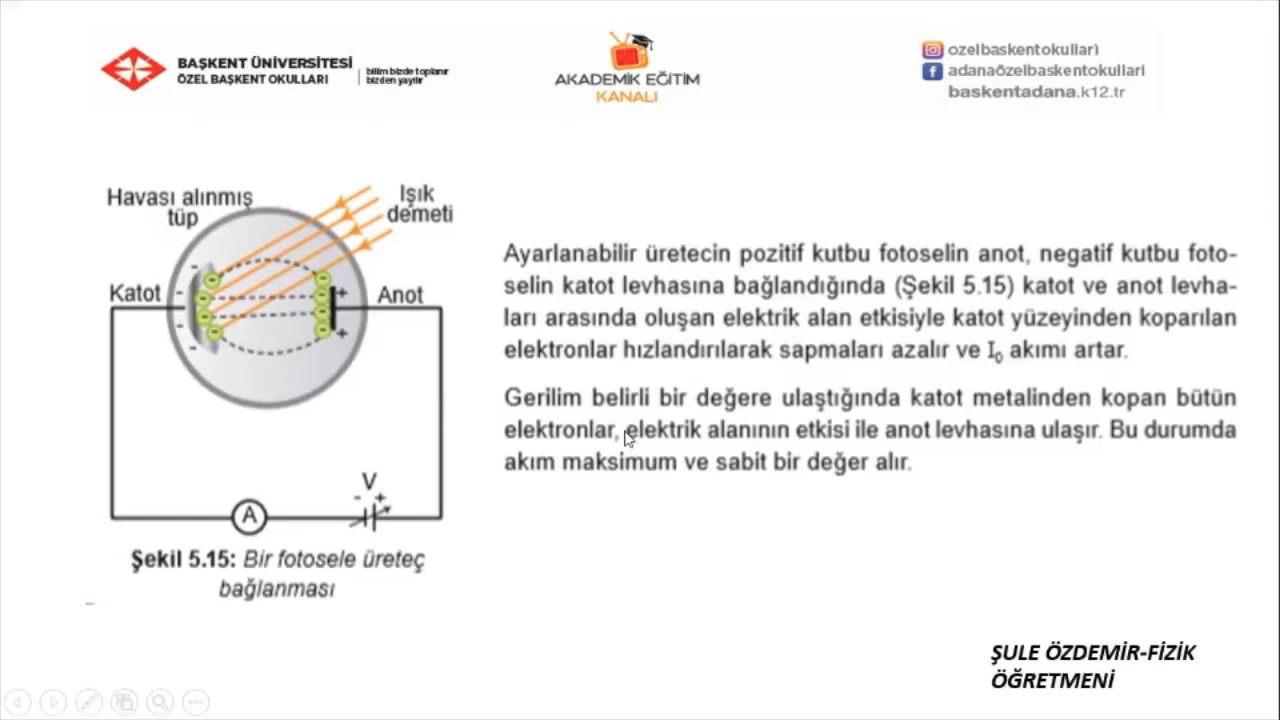 BAŞKENT ÜNİVERSİTESİ
ÖZEL BAŞKENT OKULLARI
bilim bizde toplanır
bizden yayılır
AKADEMİK EĞİTİM
KANALI
ozelbaskentokullari
adanaözelbaskentokullari
baskentadana.k12.tr
Havası alınmış
tüp
Işık
demeti
Katot
Anot
- - - -
+ +
A
V
- +
Şekil 5.15: Bir fotosele üreteç
bağlanması
Ayarlanabilir üretecin pozitif kutbu fotoselin anot, negatif kutbu foto-
selin katot levhasına bağlandığında (Şekil 5.15) katot ve anot levha-
ları arasında oluşan elektrik alan etkisiyle katot yüzeyinden koparılan
elektronlar hızlandırılarak sapmaları azalır ve I₀ akımı artar.
Gerilim belirli bir değere ulaştığında katot metalinden kopan bütün
elektronlar, elektrik alanının etkisi ile anot levhasına ulaşır. Bu durumda
akım maksimum ve sabit bir değer alır.
ŞULE ÖZDEMİR-FİZİK
ÖĞRETMENİ